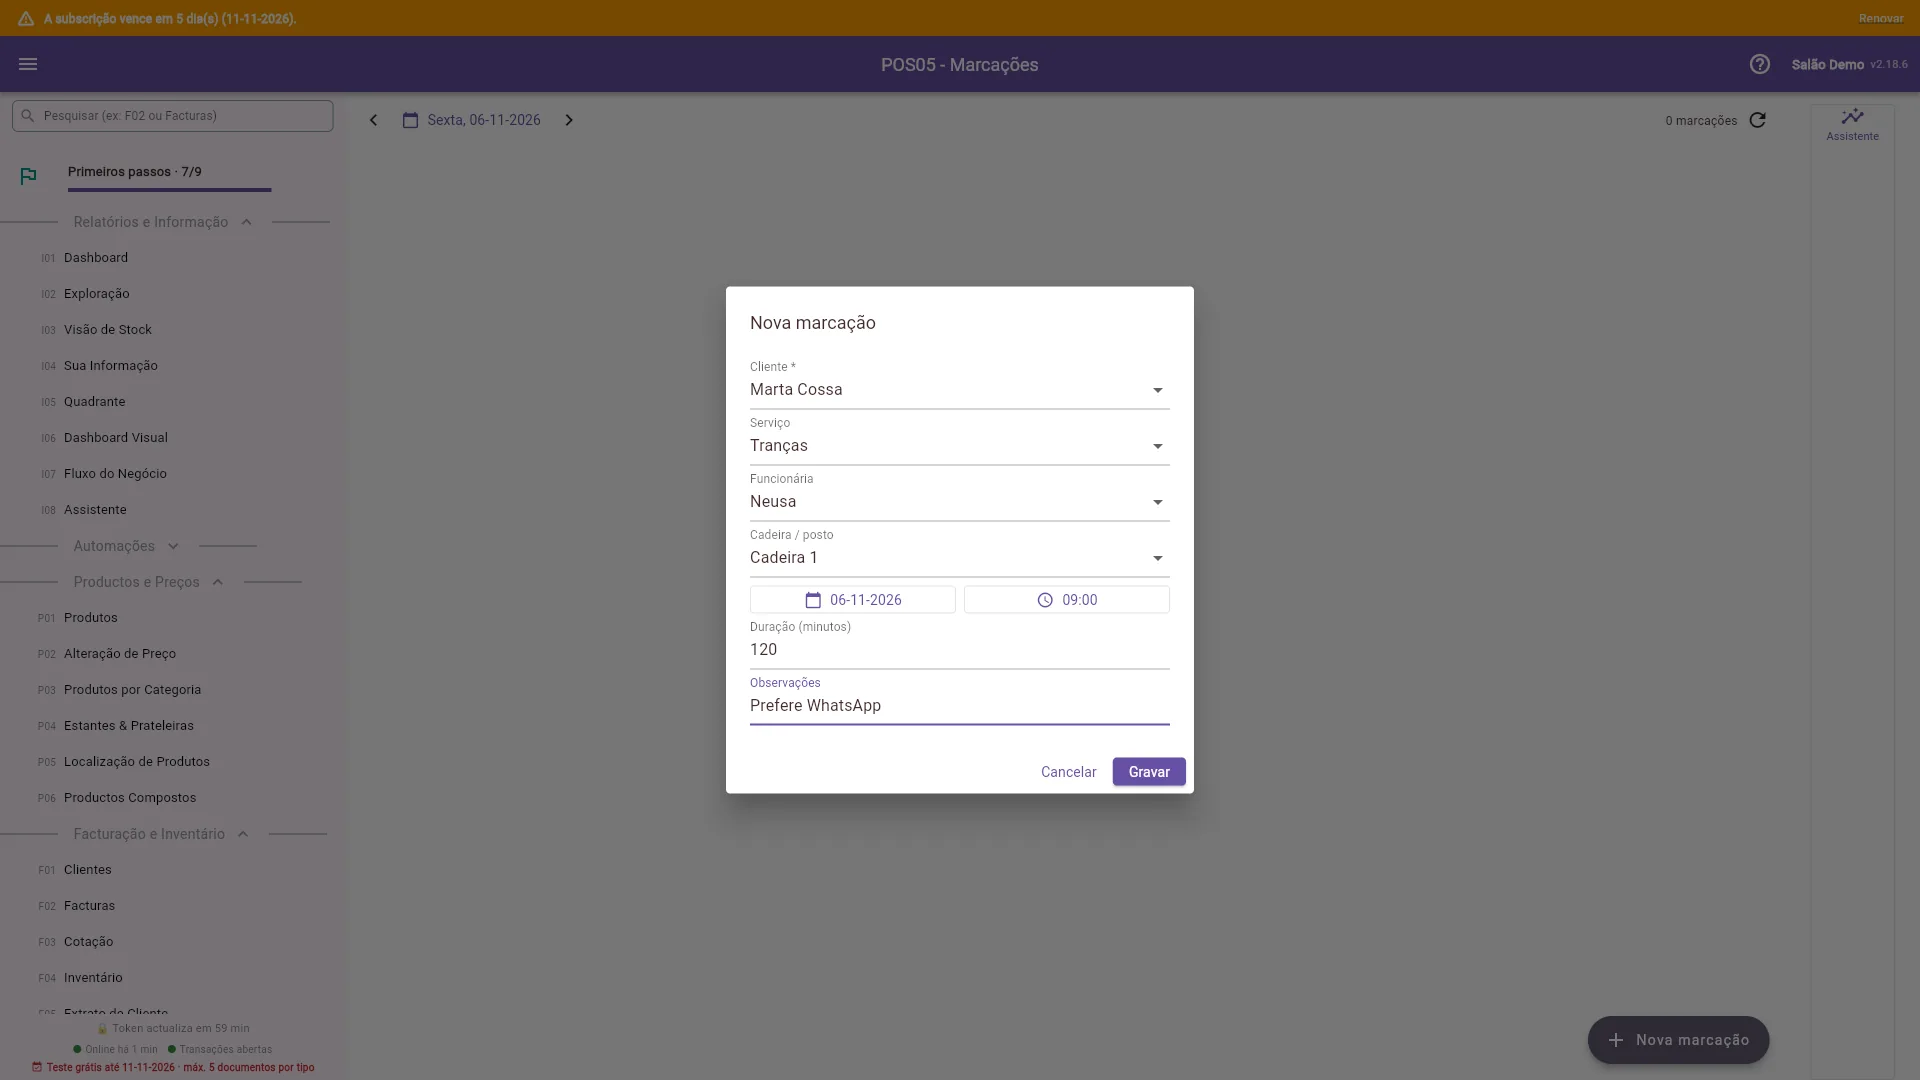 A subscrição vence em 5 dia(s) (11-11-2026).
Renovar
POS05 - Marcações
Salão Demo v2.18.6
Pesquisar (ex: F02 ou Facturas)
Sexta, 06-11-2026
0 marcações
Assistente
Primeiros passos · 7/9
Relatórios e Informação
I01 Dashboard
I02 Exploração
I03 Visão de Stock
I04 Sua Informação
I05 Quadrante
I06 Dashboard Visual
I07 Fluxo do Negócio
I08 Assistente
Automações
Productos e Preços
P01 Produtos
P02 Alteração de Preço
P03 Produtos por Categoria
P04 Estantes & Prateleiras
P05 Localização de Produtos
P06 Productos Compostos
Facturação e Inventário
F01 Clientes
F02 Facturas
F03 Cotação
F04 Inventário
F05 Extrato de Cliente
Token actualiza em 59 min
Online há 1 min Transações abertas
Teste grátis até 11-11-2026 · máx. 5 documentos por tipo
Nova marcação
Cliente *
Marta Cossa
Serviço
Tranças
Funcionária
Neusa
Cadeira / posto
Cadeira 1
06-11-2026
09:00
Duração (minutos)
120
Observações
Prefere WhatsApp
Cancelar
Gravar
Nova marcação